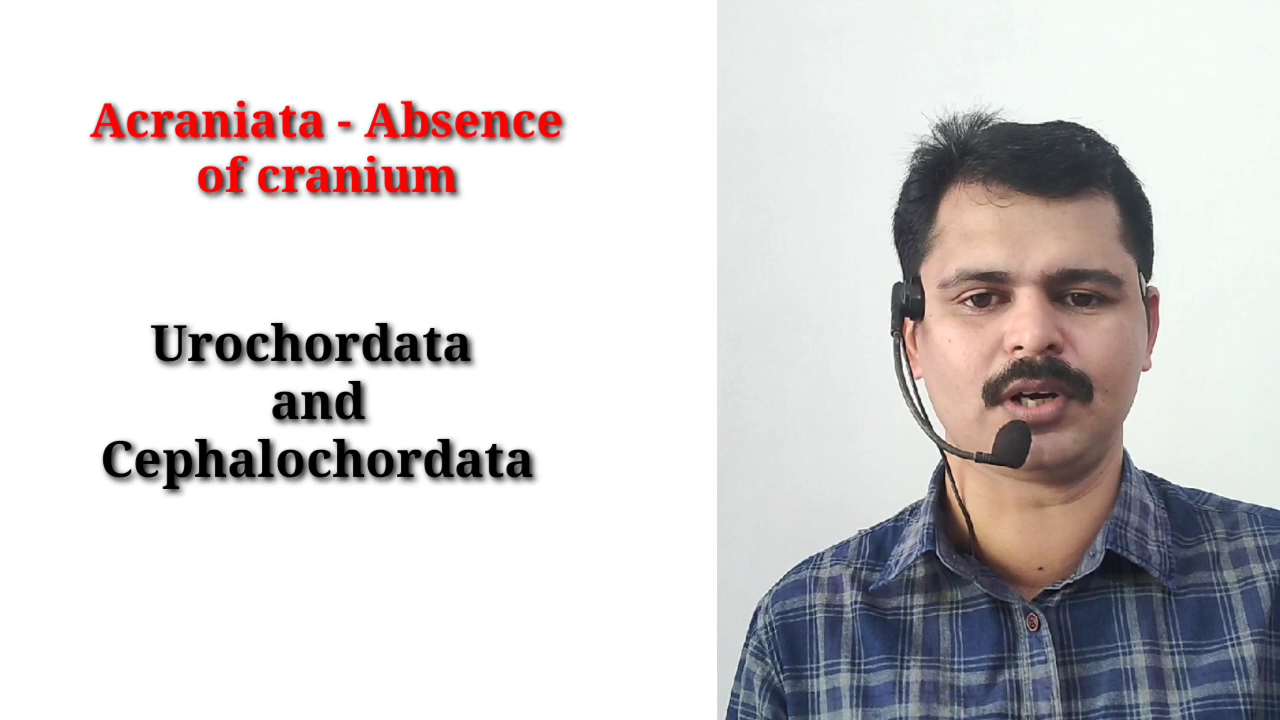 Acraniata - Absence
of cranium
Urochordata
and
Cephalochordata